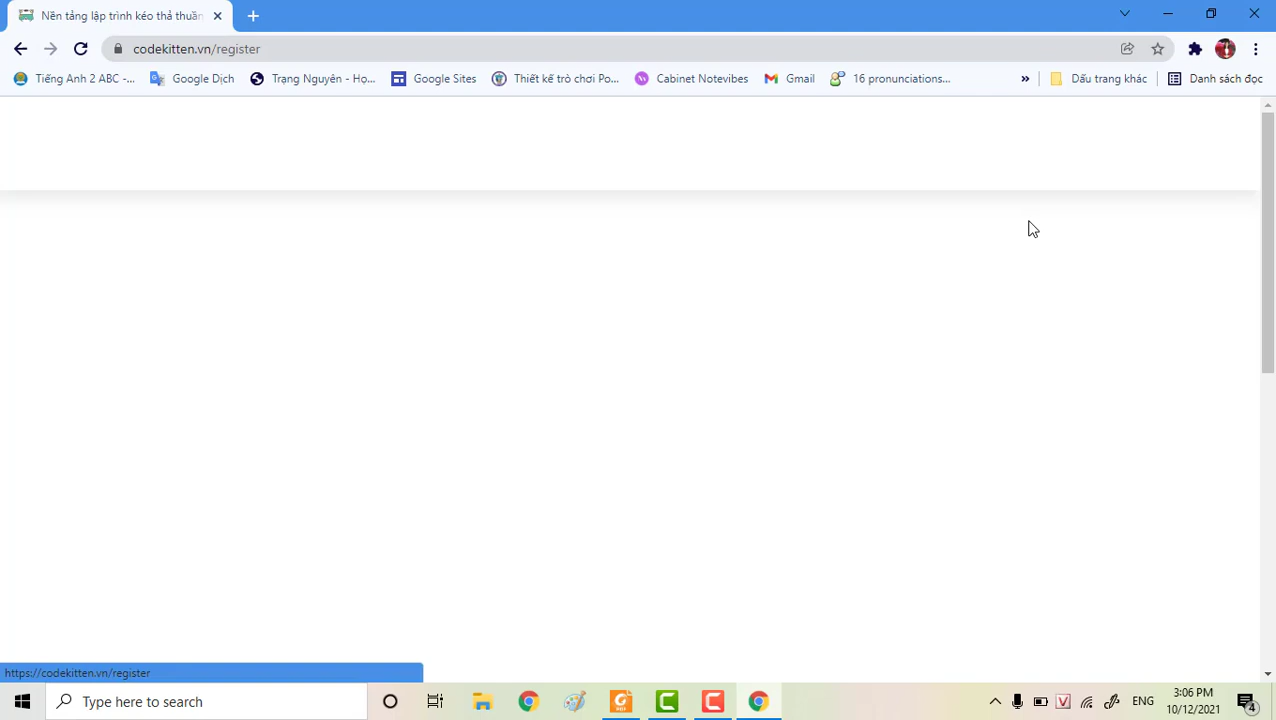 Nền tảng lập trình kéo thả thuần
codekitten.vn/register
Tiếng Anh 2 ABC -...
Google Dịch
Trạng Nguyên - Họ...
Google Sites
Thiết kế trò chơi Po...
Cabinet Notevibes
Gmail
16 pronunciations...
»
Dấu trang khác
Danh sách đọc
https://codekitten.vn/register
Type here to search
ENG
3:06 PM
10/12/2021
4